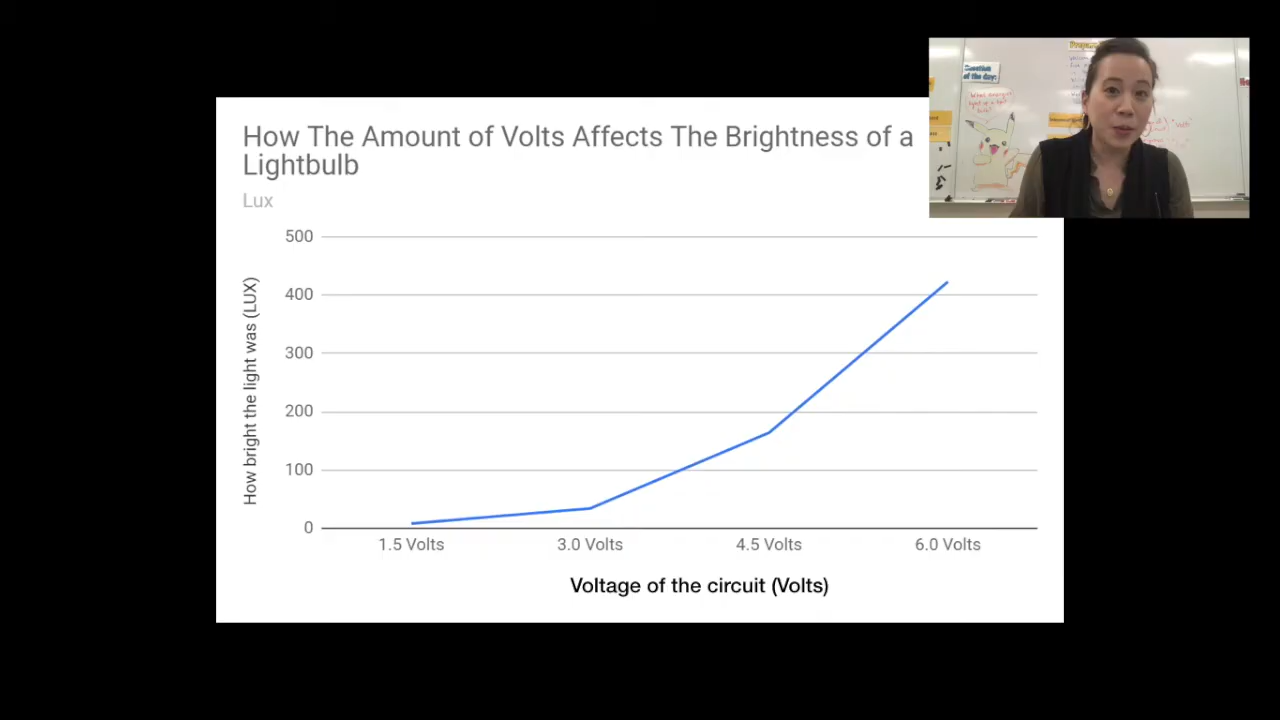 How The Amount of Volts Affects The Brightness of a
Lightbulb
Lux
500
400
300
200
100
0
How bright the light was (LUX)
1.5 Volts 3.0 Volts 4.5 Volts 6.0 Volts
Voltage of the circuit (Volts)
Question
of the day: